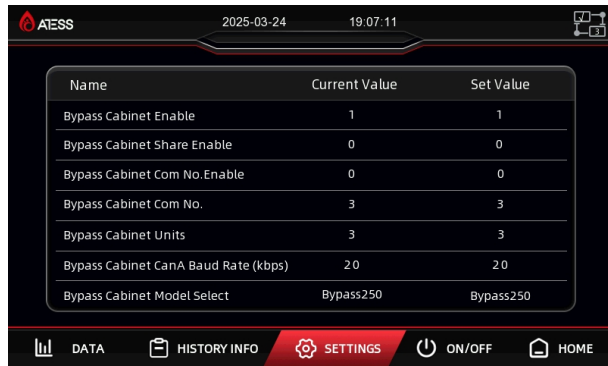 ATESS 2025-03-24 19:07:11
3
Name Current Value Set Value
Bypass Cabinet Enable 1 1
Bypass Cabinet Share Enable 0 0
Bypass Cabinet Com No.Enable 0 0
Bypass Cabinet Com No. 3 3
Bypass Cabinet Units 3 3
Bypass Cabinet CanA Baud Rate (kbps) 20 20
Bypass Cabinet Model Select Bypass250 Bypass250
DATA HISTORY INFO SETTINGS ON/OFF HOME